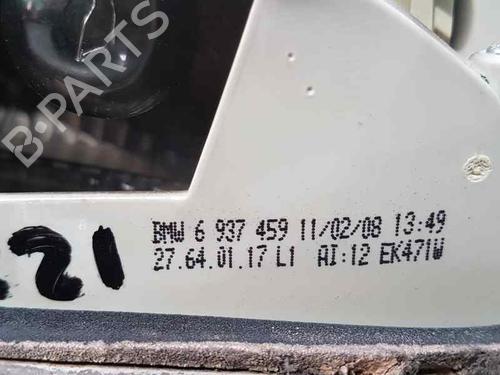 B-PARTS
BMW 6 937 459 11/02/08 13:49
27.64.01.17 L1 AI:12 EK471W
21